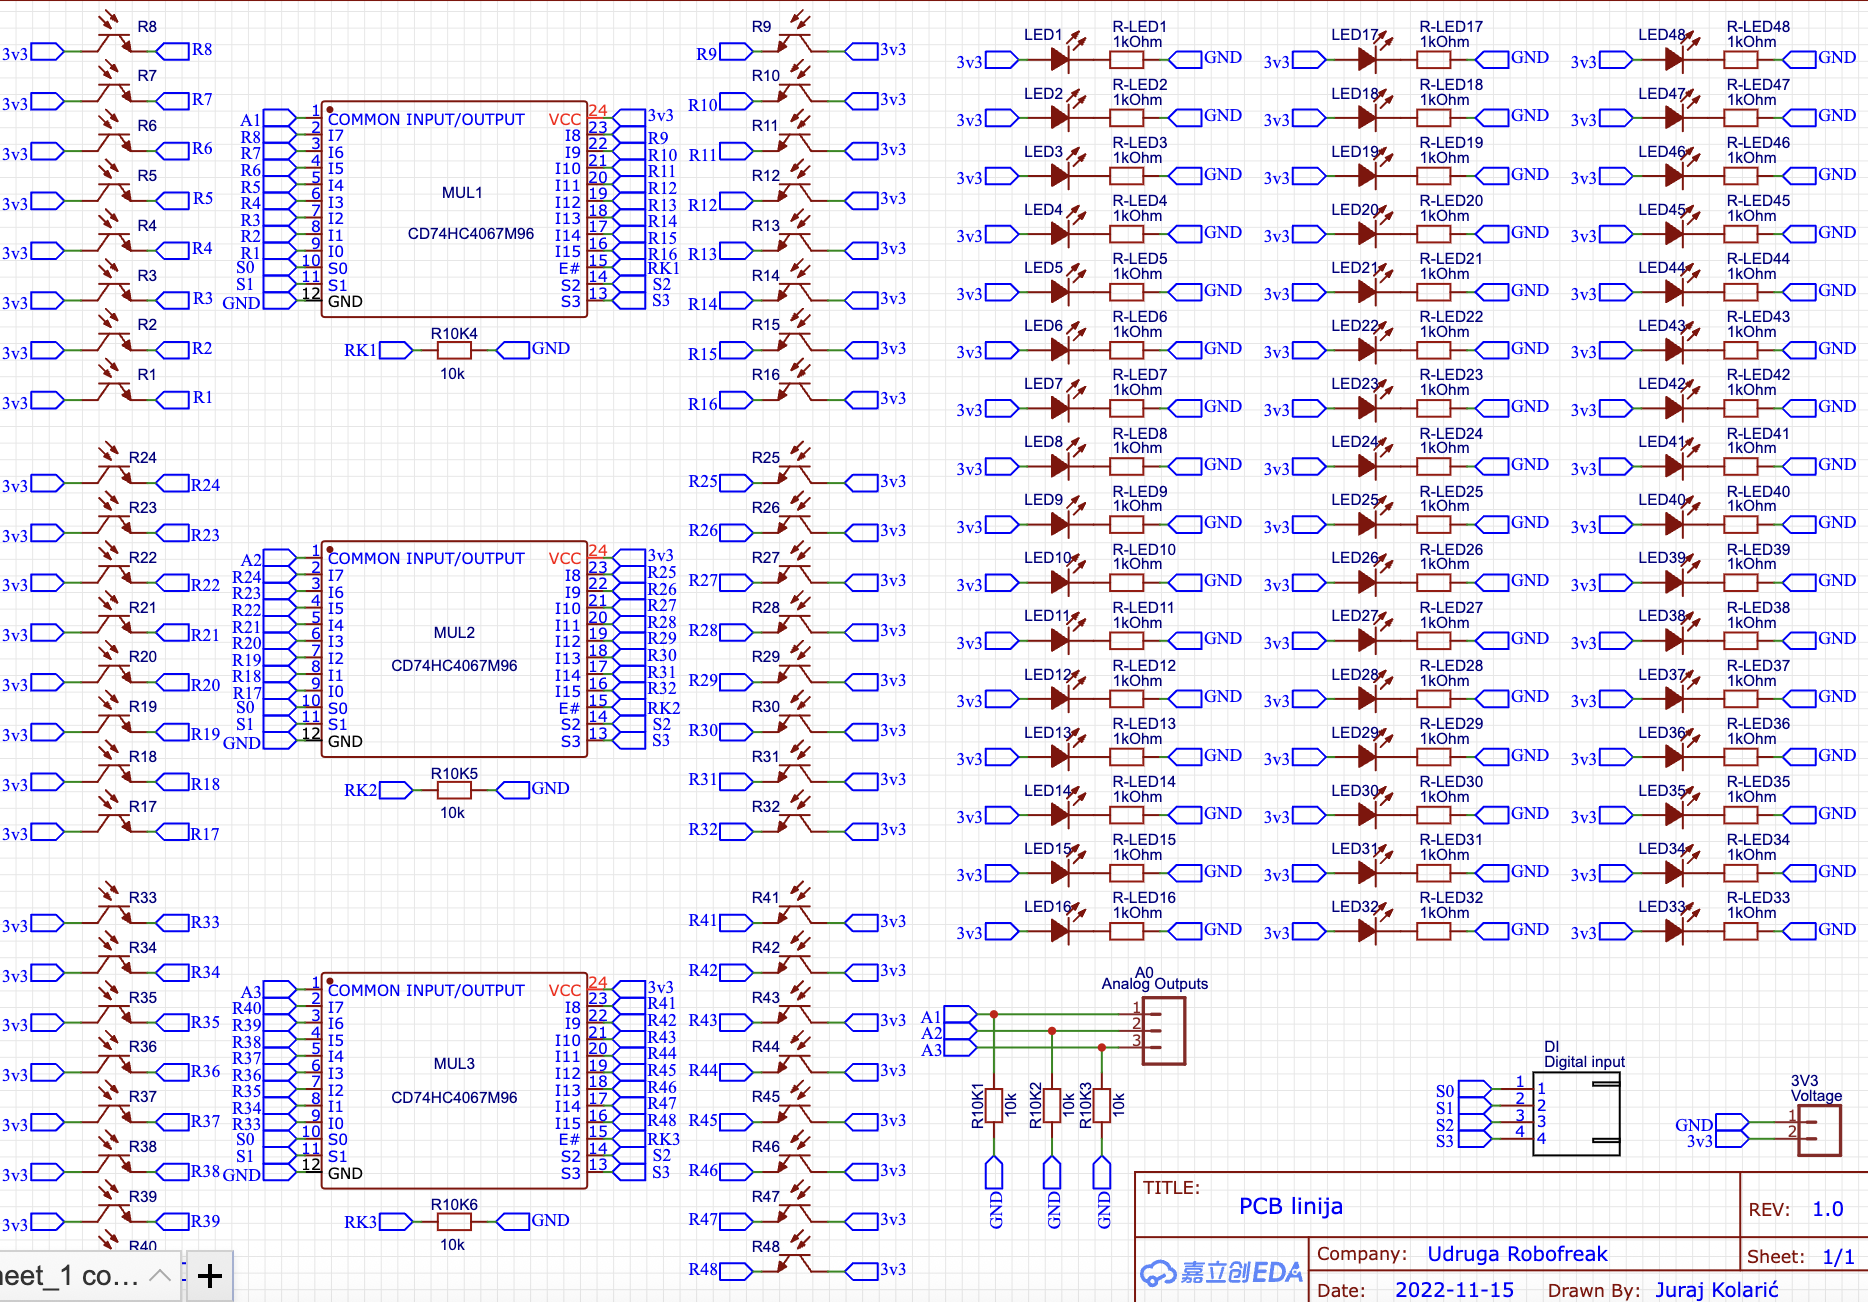 R8
3v3 R8
R7
3v3 R7
R6
3v3 R6
R5
3v3 R5
R4
3v3 R4
R3
3v3 R3
R2
3v3 R2
R1
3v3 R1
A1 1 COMMON INPUT/OUTPUT VCC 24 3v3
R8 2 I7 I8 23 R9
R7 3 I6 I9 22 R10
R6 4 I5 I10 21 R11
R5 5 I4 I11 20 R12
R4 6 I3 I12 19 R13
R3 7 I2 I13 18 R14
R2 8 I1 I14 17 R15
R1 9 I0 I15 16 R16
S0 10 S0 E# 15 RK1
S1 11 S1 S2 14 S2
GND 12 GND S3 13 S3
MUL1
CD74HC4067M96
R10K4
RK1 GND
10k
R9
R9 3v3
R10
R10 3v3
R11
R11 3v3
R12
R12 3v3
R13
R13 3v3
R14
R14 3v3
R15
R15 3v3
R16
R16 3v3
R24
3v3 R24
R23
3v3 R23
R22
3v3 R22
R21
3v3 R21
R20
3v3 R20
R19
3v3 R19
R18
3v3 R18
R17
3v3 R17
A2 1 COMMON INPUT/OUTPUT VCC 24 3v3
R24 2 I7 I8 23 R25
R23 3 I6 I9 22 R26
R22 4 I5 I10 21 R27
R21 5 I4 I11 20 R28
R20 6 I3 I12 19 R29
R19 7 I2 I13 18 R30
R18 8 I1 I14 17 R31
R17 9 I0 I15 16 R32
S0 10 S0 E# 15 RK2
S1 11 S1 S2 14 S2
GND 12 GND S3 13 S3
MUL2
CD74HC4067M96
R10K5
RK2 GND
10k
R25
R25 3v3
R26
R26 3v3
R27
R27 3v3
R28
R28 3v3
R29
R29 3v3
R30
R30 3v3
R31
R31 3v3
R32
R32 3v3
R33
3v3 R33
R34
3v3 R34
R35
3v3 R35
R36
3v3 R36
R37
3v3 R37
R38
3v3 R38
R39
3v3 R39
R40
A3 1 COMMON INPUT/OUTPUT VCC 24 3v3
R40 2 I7 I8 23 R41
R39 3 I6 I9 22 R42
R38 4 I5 I10 21 R43
R37 5 I4 I11 20 R44
R36 6 I3 I12 19 R45
R35 7 I2 I13 18 R46
R34 8 I1 I14 17 R47
R33 9 I0 I15 16 R48
S0 10 S0 E# 15 RK3
S1 11 S1 S2 14 S2
GND 12 GND S3 13 S3
MUL3
CD74HC4067M96
R10K6
RK3 GND
10k
R41
R41 3v3
R42
R42 3v3
R43
R43 3v3
R44
R44 3v3
R45
R45 3v3
R46
R46 3v3
R47
R47 3v3
R48
R48 3v3
LED1 R-LED1 LED17 R-LED17 LED48 R-LED48
3v3 1kOhm GND 3v3 1kOhm GND 3v3 1kOhm GND
LED2 R-LED2 LED18 R-LED18 LED47 R-LED47
3v3 1kOhm GND 3v3 1kOhm GND 3v3 1kOhm GND
LED3 R-LED3 LED19 R-LED19 LED46 R-LED46
3v3 1kOhm GND 3v3 1kOhm GND 3v3 1kOhm GND
LED4 R-LED4 LED20 R-LED20 LED45 R-LED45
3v3 1kOhm GND 3v3 1kOhm GND 3v3 1kOhm GND
LED5 R-LED5 LED21 R-LED21 LED44 R-LED44
3v3 1kOhm GND 3v3 1kOhm GND 3v3 1kOhm GND
LED6 R-LED6 LED22 R-LED22 LED43 R-LED43
3v3 1kOhm GND 3v3 1kOhm GND 3v3 1kOhm GND
LED7 R-LED7 LED23 R-LED23 LED42 R-LED42
3v3 1kOhm GND 3v3 1kOhm GND 3v3 1kOhm GND
LED8 R-LED8 LED24 R-LED24 LED41 R-LED41
3v3 1kOhm GND 3v3 1kOhm GND 3v3 1kOhm GND
LED9 R-LED9 LED25 R-LED25 LED40 R-LED40
3v3 1kOhm GND 3v3 1kOhm GND 3v3 1kOhm GND
LED10 R-LED10 LED26 R-LED26 LED39 R-LED39
3v3 1kOhm GND 3v3 1kOhm GND 3v3 1kOhm GND
LED11 R-LED11 LED27 R-LED27 LED38 R-LED38
3v3 1kOhm GND 3v3 1kOhm GND 3v3 1kOhm GND
LED12 R-LED12 LED28 R-LED28 LED37 R-LED37
3v3 1kOhm GND 3v3 1kOhm GND 3v3 1kOhm GND
LED13 R-LED13 LED29 R-LED29 LED36 R-LED36
3v3 1kOhm GND 3v3 1kOhm GND 3v3 1kOhm GND
LED14 R-LED14 LED30 R-LED30 LED35 R-LED35
3v3 1kOhm GND 3v3 1kOhm GND 3v3 1kOhm GND
LED15 R-LED15 LED31 R-LED31 LED34 R-LED34
3v3 1kOhm GND 3v3 1kOhm GND 3v3 1kOhm GND
LED16 R-LED16 LED32 R-LED32 LED33 R-LED33
3v3 1kOhm GND 3v3 1kOhm GND 3v3 1kOhm GND
A0
Analog Outputs
A1 1
A2 2
A3 3
R10K1 10k R10K2 10k R10K3 10k
GND GND GND
DI
Digital input
S0 1 1
S1 2 2
S2 3 3
S3 4 4
3V3
Voltage
GND 1
3v3 2
TITLE:
PCB linija
REV: 1.0
嘉立创EDA
Company: Udruga Robofreak
Sheet: 1/1
Date: 2022-11-15 Drawn By: Juraj Kolarić
eet_1 co... +